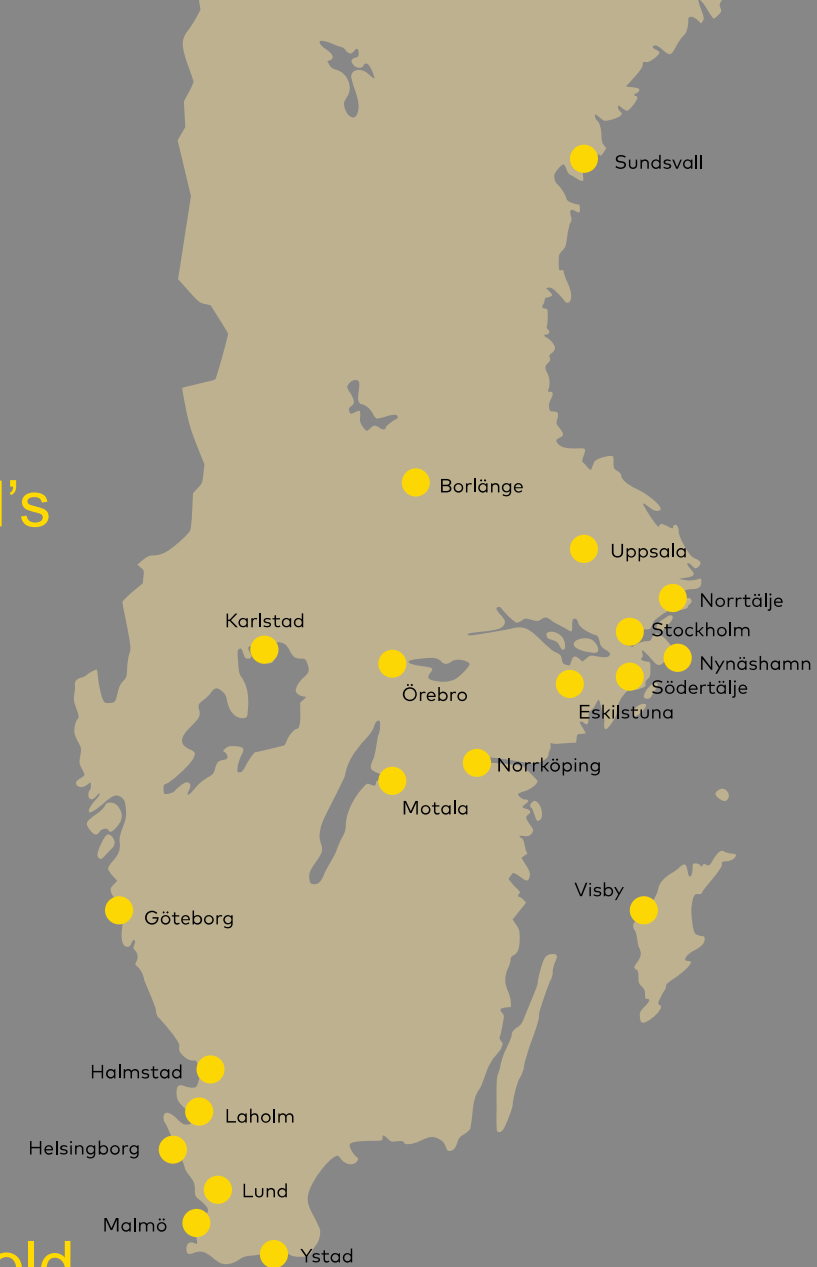 Sundsvall
l's
Borlänge
Uppsala
Norrtälje
Karlstad
Stockholm
Nynäshamn
Södertälje
Örebro
Eskilstuna
Norrköping
Motala
Visby
Göteborg
Halmstad
Laholm
Helsingborg
Lund
Malmö
old
Ystad